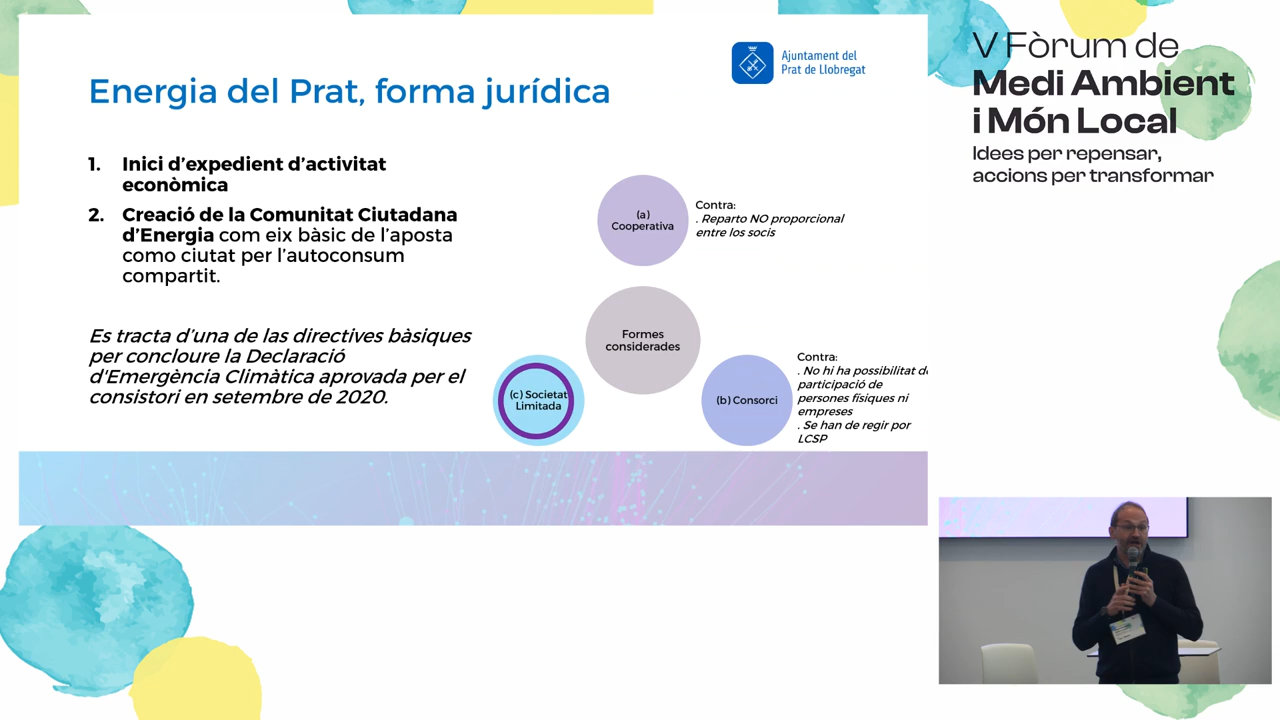 Energia del Prat, forma jurídica
Ajuntament del
Prat de Llobregat
1. Inici d'expedient d'activitat
econòmica
2. Creació de la Comunitat Ciutadana
d'Energia com eix bàsic de l'aposta
como ciutat per l'autoconsum
compartit.
Es tracta d'una de las directives bàsiques
per concloure la Declaració
d'Emergència Climàtica aprovada per el
consistori en setembre de 2020.
(a)
Cooperativa
Contra:
. Reparto NO proporcional
entre los socis
Formes
considerades
(c) Societat
Limitada
(b) Consorci
Contra:
. No hi ha possibilitat de
participació de
persones físiques ni
empreses
. Se han de regir por
LCSP
V Fòrum de
Medi Ambient
i Món Local
Idees per repensar,
accions per transformar